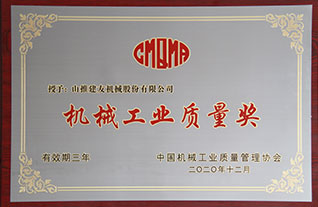 CMQMA
授予：山推建友机械股份有限公司
机械工业质量奖
有效期三年
中国机械工业质量管理协会
二〇二〇年十二月